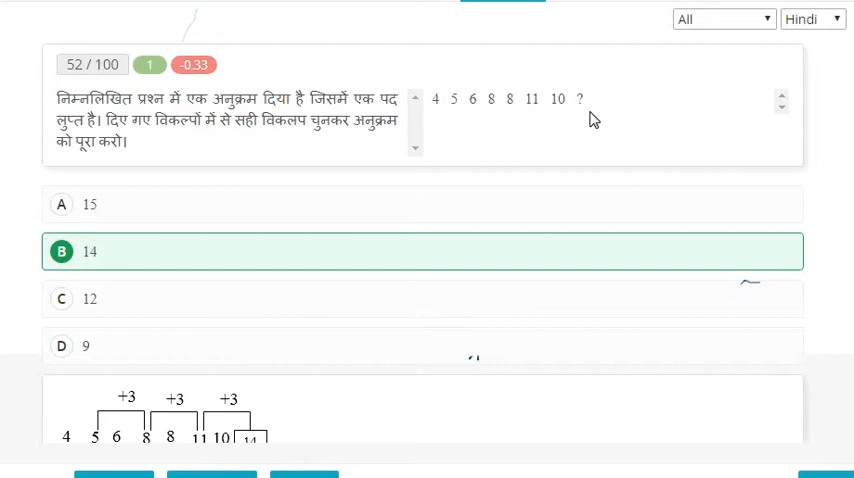 All
Hindi
52 / 100
1
-0.33
निम्नलिखित प्रश्न में एक अनुक्रम दिया है जिसमें एक पद
लुप्त है। दिए गए विकल्पों में से सही विकलप चुनकर अनुक्रम
को पूरा करो।
4 5 6 8 8 11 10 ?
A 15
B 14
C 12
D 9
+3 +3 +3
4 5 6 8 8 11 10 14